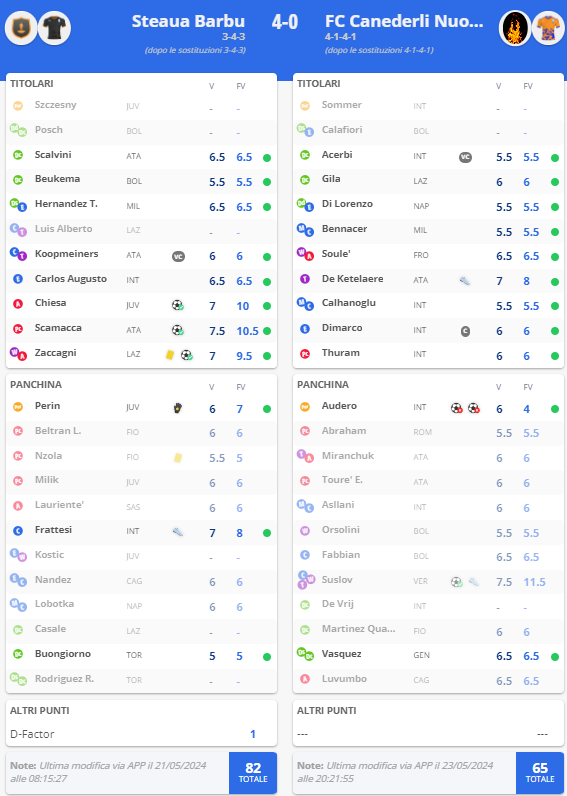 Steaua Barbu
3-4-3
(dopo le sostituzioni 3-4-3)
4-0
FC Canederli Nuo...
4-1-4-1
(dopo le sostituzioni 4-1-4-1)
TITOLARI V FV
Szczesny JUV - -
Posch BOL - -
Scalvini ATA 6.5 6.5
Beukema BOL 5.5 5.5
Hernandez T. MIL 6.5 6.5
Luis Alberto LAZ - -
Koopmeiners ATA VC 6 6
Carlos Augusto INT 6.5 6.5
Chiesa JUV 7 10
Scamacca ATA 7.5 10.5
Zaccagni LAZ 7 9.5
PANCHINA V FV
Perin JUV 6 7
Beltran L. FIO 6 6
Nzola FIO 5.5 5
Milik JUV 6 6
Lauriente' SAS 6 6
Frattesi INT 7 8
Kostic JUV - -
Nandez CAG 6 6
Lobotka NAP 6 6
Casale LAZ - -
Buongiorno TOR 5 5
Rodriguez R. TOR - -
ALTRI PUNTI
D-Factor 1
Note: Ultima modifica via APP il 21/05/2024
alle 08:15:27
82
TOTALE
TITOLARI V FV
Sommer INT - -
Calafiori BOL - -
Acerbi INT VC 5.5 5.5
Gila LAZ 6 6
Di Lorenzo NAP 5.5 5.5
Bennacer MIL 5.5 5.5
Soule' FRO 6.5 6.5
De Ketelaere ATA 7 8
Calhanoglu INT 5.5 5.5
Dimarco INT C 6 6
Thuram INT 6 6
PANCHINA V FV
Audero INT 6 4
Abraham ROM 5.5 5.5
Miranchuk ATA 6 6
Toure' E. ATA 6 6
Asllani INT 6 6
Orsolini BOL 5.5 5.5
Fabbian BOL 6.5 6.5
Suslov VER 7.5 11.5
De Vrij INT - -
Martinez Qua... FIO 6 6
Vasquez GEN 6.5 6.5
Luvumbo CAG 6.5 6.5
ALTRI PUNTI
--- ---
Note: Ultima modifica via APP il 23/05/2024
alle 20:21:55
65
TOTALE